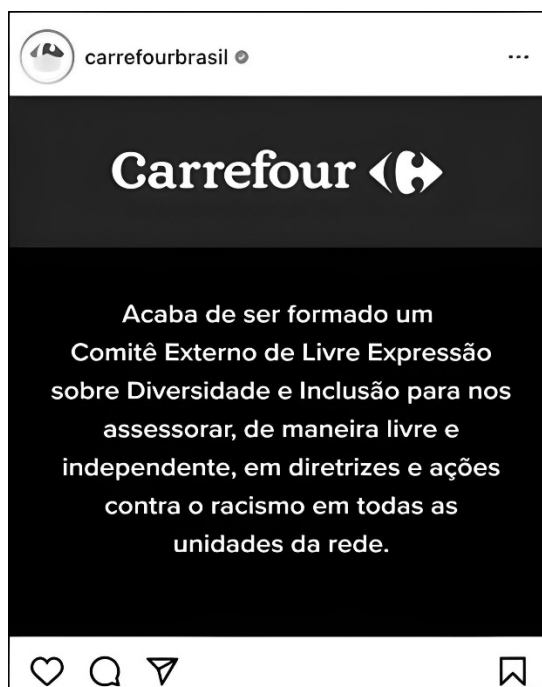 carrefourbrasil
Carrefour
Acaba de ser formado um
Comitê Externo de Livre Expressão
sobre Diversidade e Inclusão para nos
assessorar, de maneira livre e
independente, em diretrizes e ações
contra o racismo em todas as
unidades da rede.